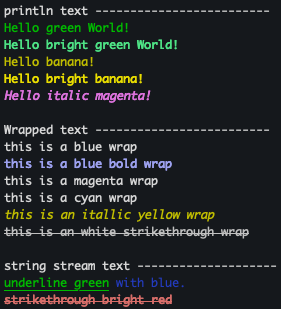 println text -------------------------
Hello green World!
Hello bright green World!
Hello banana!
Hello bright banana!
Hello italic magenta!
Wrapped text -------------------------
this is a blue wrap
this is a blue bold wrap
this is a magenta wrap
this is a cyan wrap
this is an itallic yellow wrap
this is an white strikethrough wrap
string stream text --------------------
underline green with blue.
strikethrough bright red